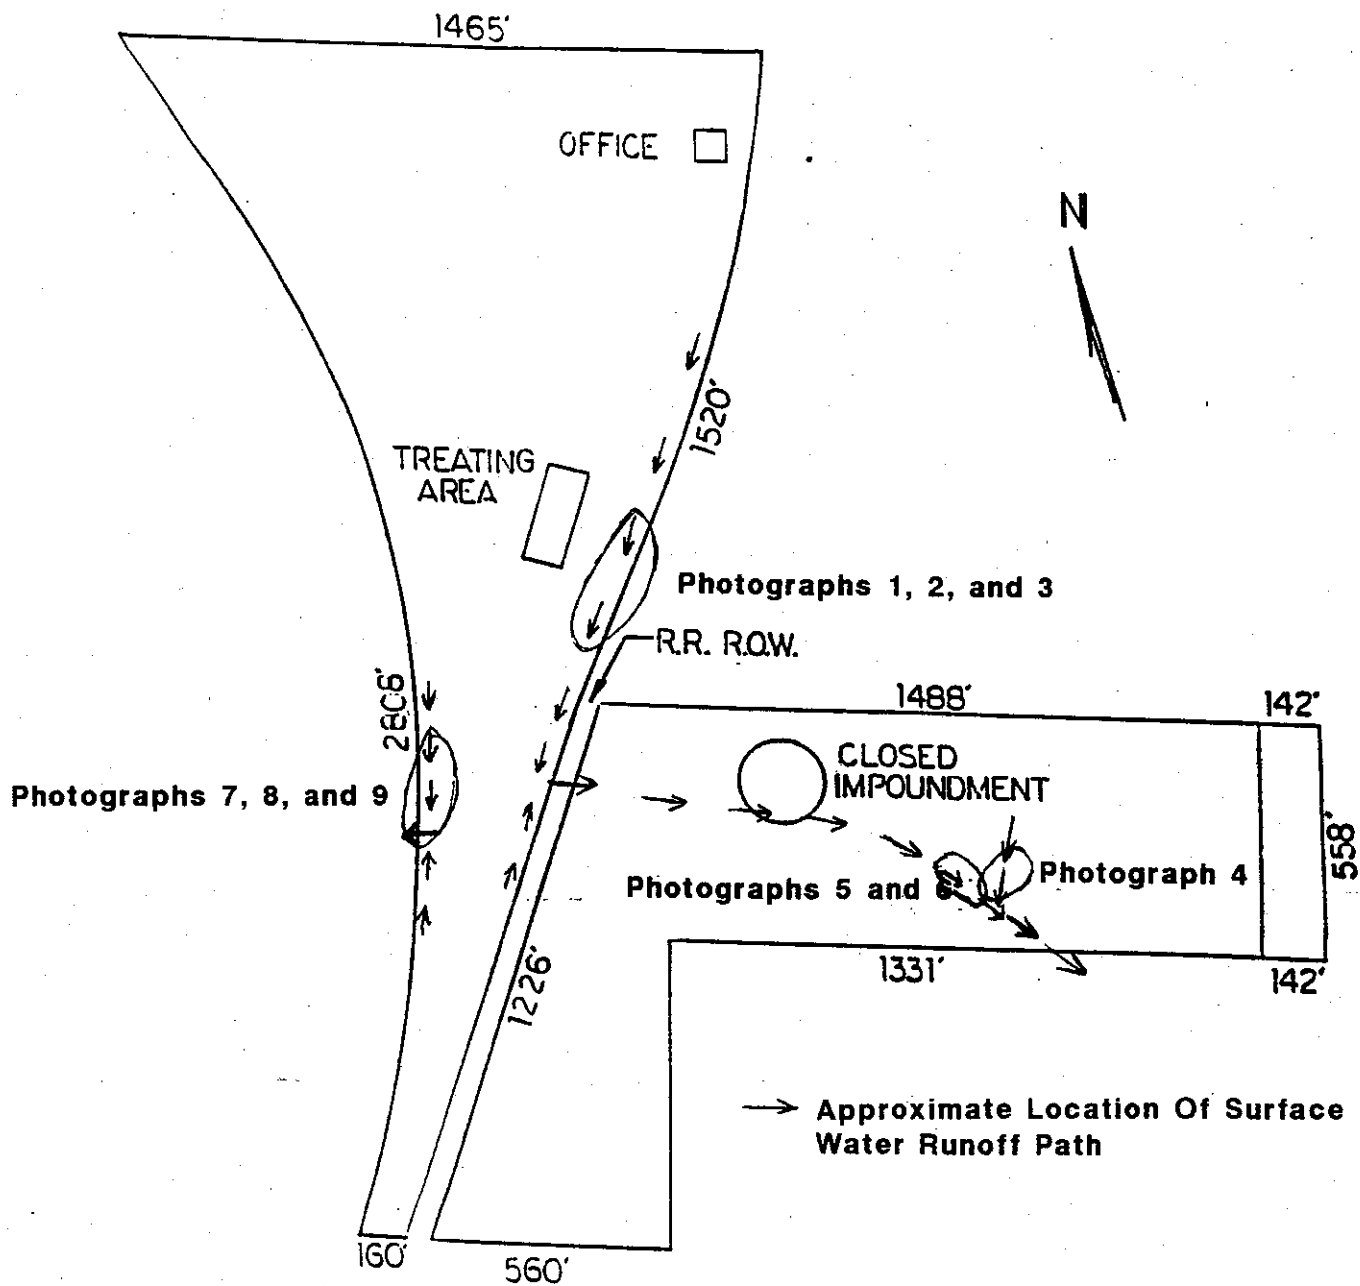 1465'
OFFICE
N
1520'
TREATING
AREA
Photographs 1, 2, and 3
R.R. R.O.W.
2808'
1488'
142'
CLOSED
IMPOUNDMENT
Photographs 7, 8, and 9
558'
Photographs 5 and 6
Photograph 4
1226'
1331'
142'
Approximate Location Of Surface
Water Runoff Path
160'
560'